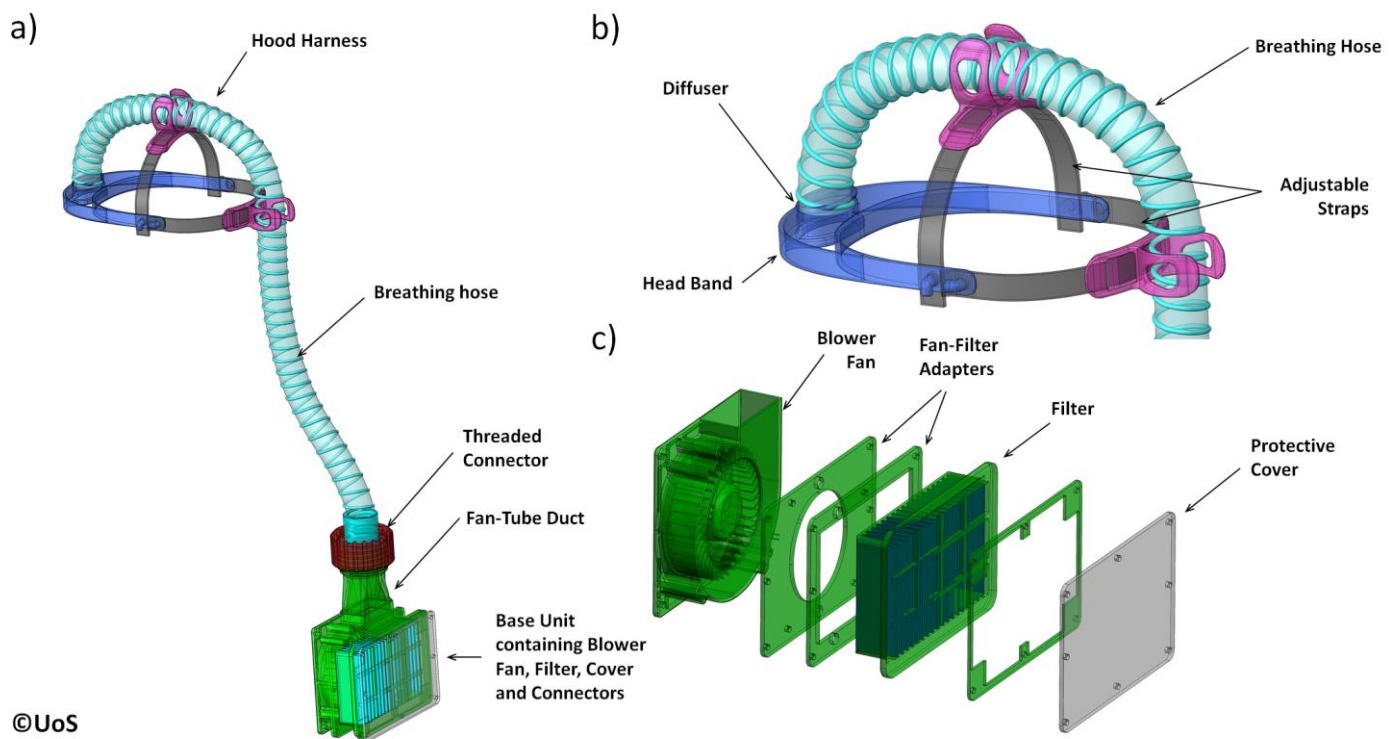 a)
Hood Harness
Breathing hose
Threaded
Connector
Fan-Tube Duct
Base Unit
containing Blower
Fan, Filter, Cover
and Connectors
©UoS
b)
Breathing Hose
Diffuser
Adjustable
Straps
Head Band
c)
Blower
Fan
Fan-Filter
Adapters
Filter
Protective
Cover